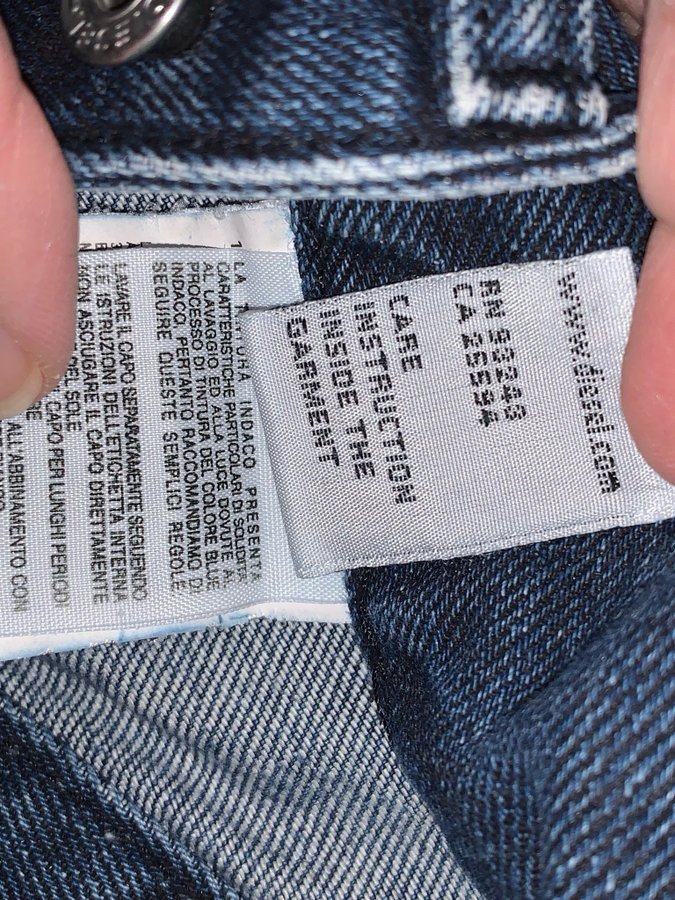 www.diesel.com
RN 93243
CA 25594
CARE
INSTRUCTION
INSIDE THE
GARMENT
LA TURA INDACO PRESENTA
CARATTERISTICHE PARTICOLARI DI SOLIDITA
AL LAVAGGIO ED ALLA LUCE DOVUTE AL
PROCESSO DI TINTURA DEL COLORE BLUE
INDACO, PERTANTO RACCOMANDIAMO DI
SEGUIRE QUESTE SEMPLICI REGOLE
LAVARE IL CAPO SEPARATAMENTE SEGUENDO
LE ISTRUZIONI DELL'ETICHETTA INTERNA
NON ASCIUGARE IL CAPO DIRETTAMENTE
DEL SOLE
CAPO PER LUNGHI PERIODI
ALL'ABBINAMENTO CON